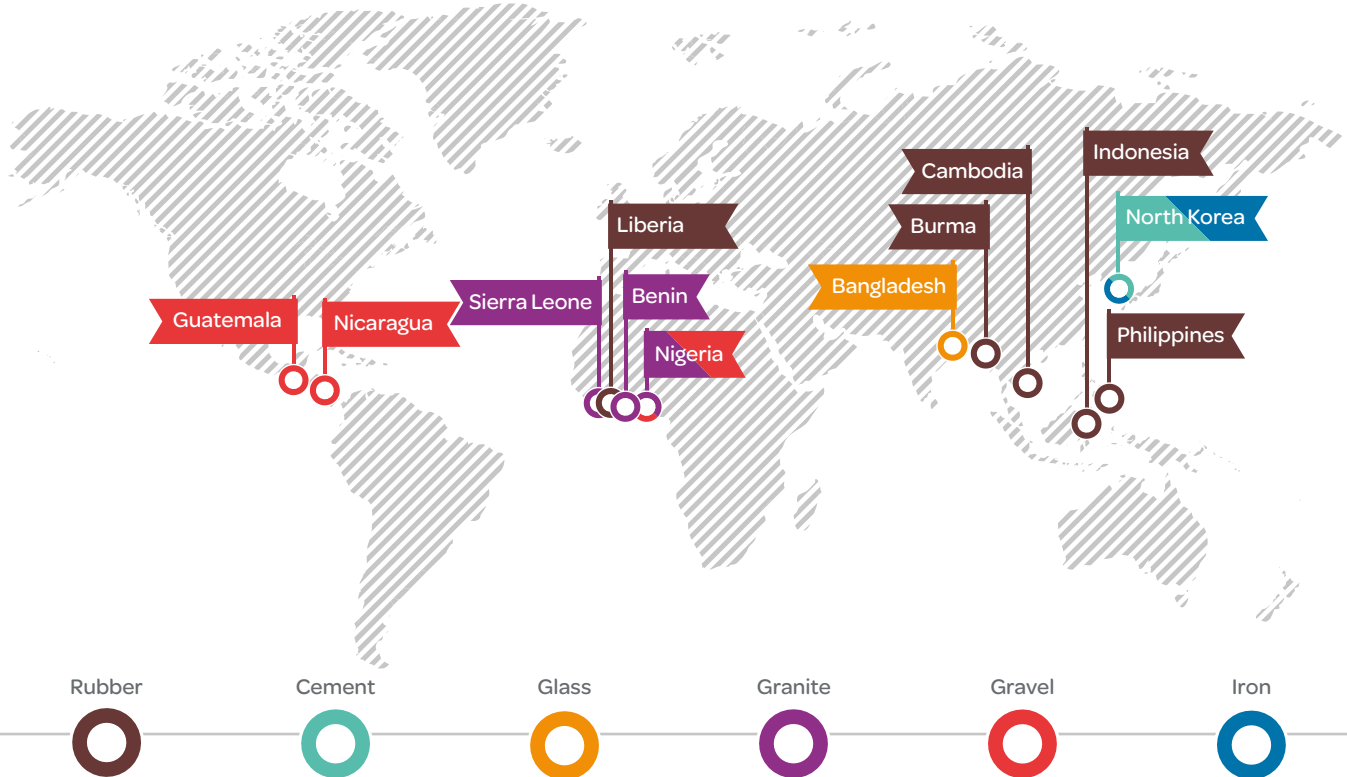 Indonesia
Cambodia
Liberia
North Korea
Burma
Bangladesh
Sierra Leone
Benin
Guatemala
Nicaragua
Philippines
Nigeria
Rubber
Cement
Glass
Granite
Gravel
Iron